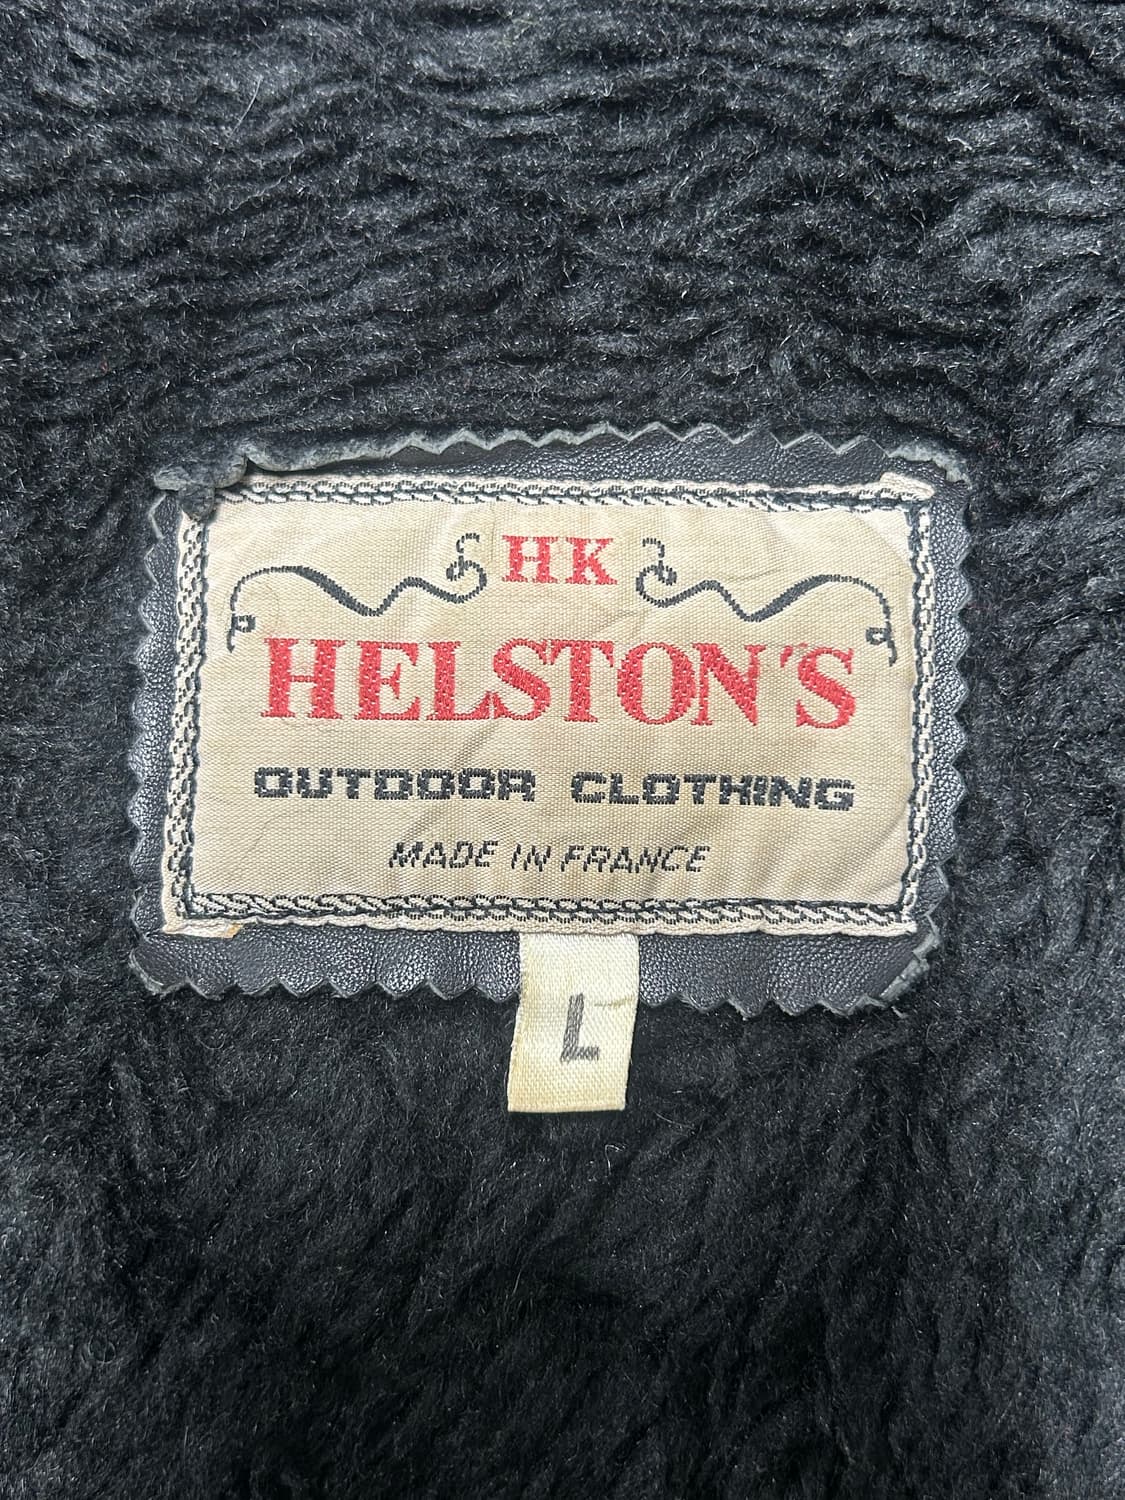 HK
HELSTON'S
OUTDOOR CLOTHING
MADE IN FRANCE
L